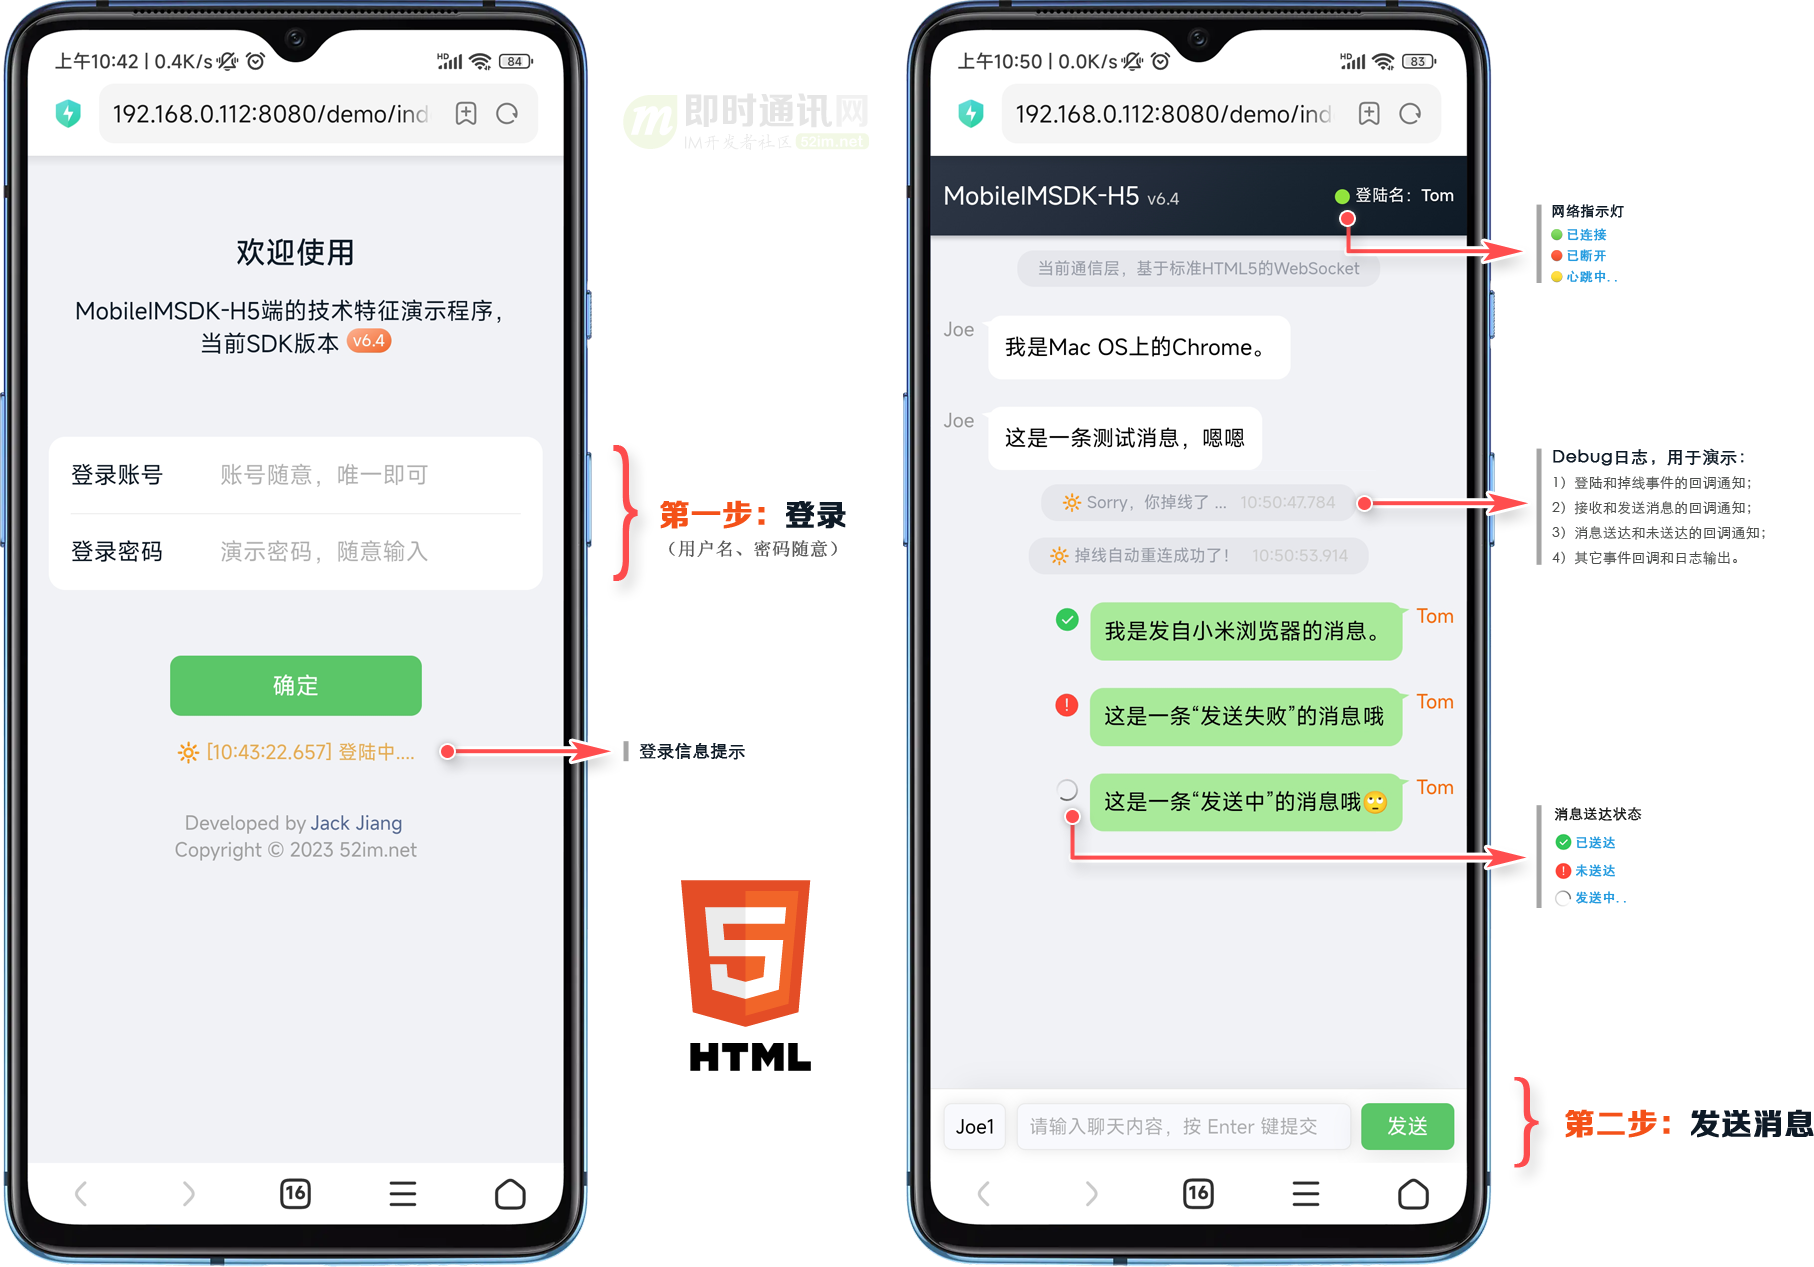 上午10:42 | 0.4K/s
HD
84
192.168.0.112:8080/demo/ind
欢迎使用
MobileIMSDK-H5端的技术特征演示程序，
当前SDK版本 v6.4
登录账号 账号随意，唯一即可
登录密码 演示密码，随意输入
确定
[10:43:22.657] 登陆中....
Developed by Jack Jiang
Copyright © 2023 52im.net
16
m 即时通讯网
IM开发者社区 52im.net
第一步：登录
（用户名、密码随意）
登录信息提示
5
HTML
上午10:50 | 0.0K/s
HD
83
192.168.0.112:8080/demo/ind
MobileIMSDK-H5 v6.4
登陆名：Tom
当前通信层，基于标准HTML5的WebSocket
Joe
我是Mac OS上的Chrome。
Joe
这是一条测试消息，嗯嗯
Sorry，你掉线了 ... 10:50:47.784
掉线自动重连成功了！ 10:50:53.914
我是发自小米浏览器的消息。 Tom
这是一条“发送失败”的消息哦 Tom
这是一条“发送中”的消息哦🙄 Tom
Joe1 请输入聊天内容，按 Enter 键提交 发送
16
网络指示灯
已连接
已断开
心跳中..
Debug日志，用于演示：
1）登陆和掉线事件的回调通知；
2）接收和发送消息的回调通知；
3）消息送达和未送达的回调通知；
4）其它事件回调和日志输出。
消息送达状态
已送达
未送达
发送中..
第二步：发送消息